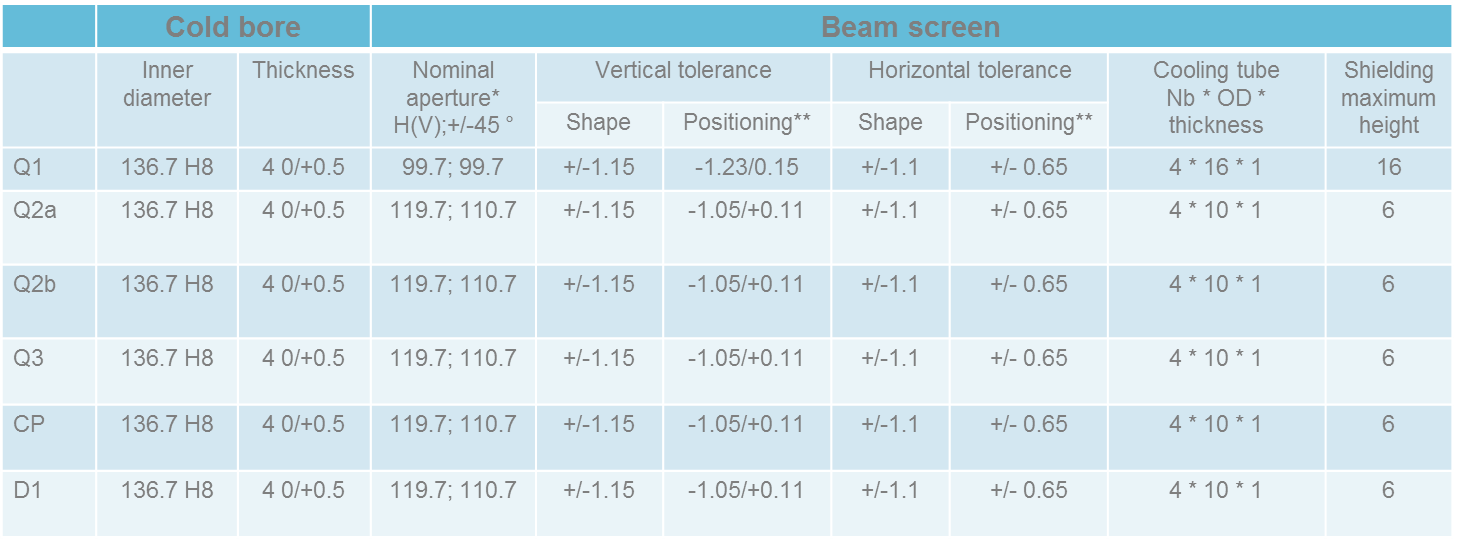 Cold bore Beam screen
Inner diameter Thickness Nominal aperture* H(V);+/-45 ° Vertical tolerance Horizontal tolerance Cooling tube Nb * OD * thickness Shielding maximum height
Shape Positioning** Shape Positioning**
Q1 136.7 H8 4 0/+0.5 99.7; 99.7 +/-1.15 -1.23/0.15 +/-1.1 +/- 0.65 4 * 16 * 1 16
Q2a 136.7 H8 4 0/+0.5 119.7; 110.7 +/-1.15 -1.05/+0.11 +/-1.1 +/- 0.65 4 * 10 * 1 6
Q2b 136.7 H8 4 0/+0.5 119.7; 110.7 +/-1.15 -1.05/+0.11 +/-1.1 +/- 0.65 4 * 10 * 1 6
Q3 136.7 H8 4 0/+0.5 119.7; 110.7 +/-1.15 -1.05/+0.11 +/-1.1 +/- 0.65 4 * 10 * 1 6
CP 136.7 H8 4 0/+0.5 119.7; 110.7 +/-1.15 -1.05/+0.11 +/-1.1 +/- 0.65 4 * 10 * 1 6
D1 136.7 H8 4 0/+0.5 119.7; 110.7 +/-1.15 -1.05/+0.11 +/-1.1 +/- 0.65 4 * 10 * 1 6